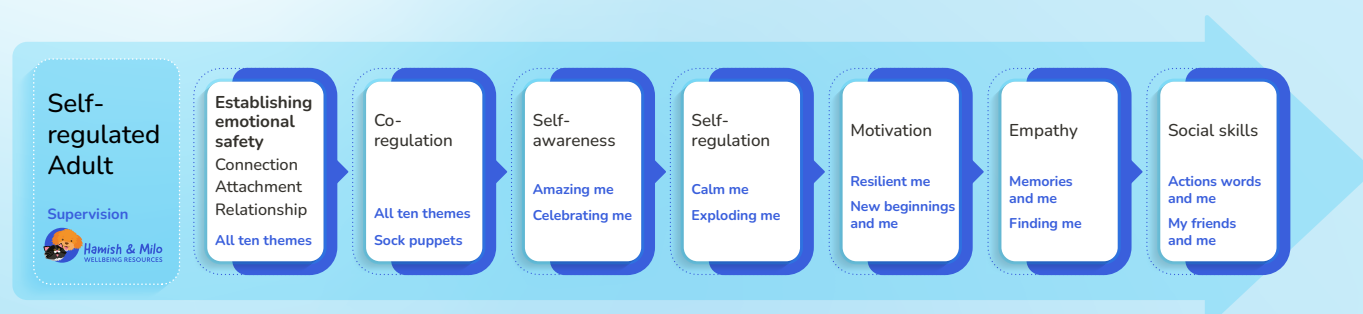 Self-
regulated
Adult
Supervision
Hamish & Milo
WELLBEING RESOURCES
Establishing
emotional
safety
Connection
Attachment
Relationship
All ten themes
Co-
regulation
All ten themes
Sock puppets
Self-
awareness
Amazing me
Celebrating me
Self-
regulation
Calm me
Exploding me
Motivation
Resilient me
New beginnings
and me
Empathy
Memories
and me
Finding me
Social skills
Actions words
and me
My friends
and me